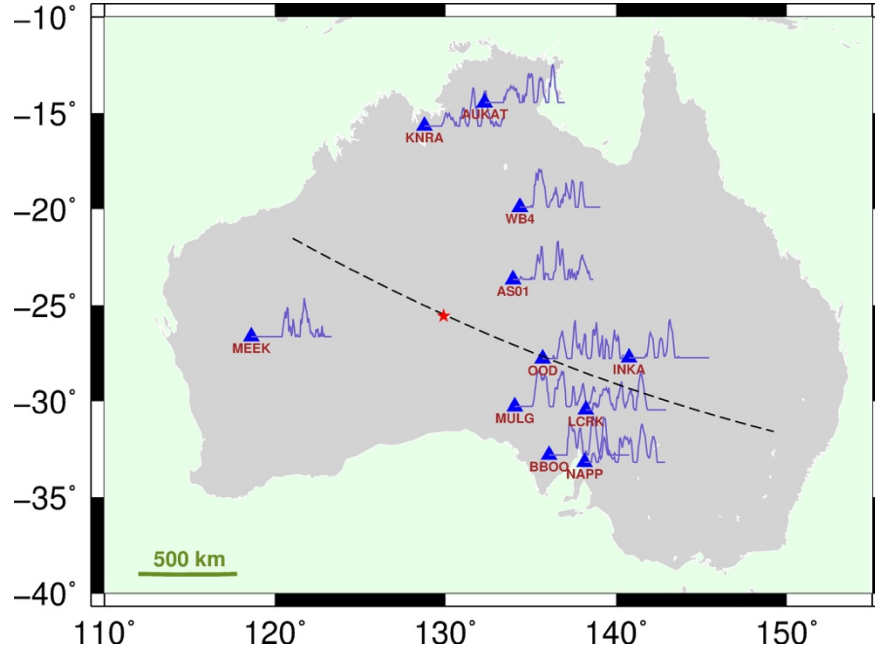 −10˚
−15˚
−20˚
−25˚
−30˚
−35˚
−40˚
AUKAT
KNRA
WB4
AS01
MEEK
OOD
INKA
MULG
LCRK
BBOO
NAPP
500 km
110˚
120˚
130˚
140˚
150˚